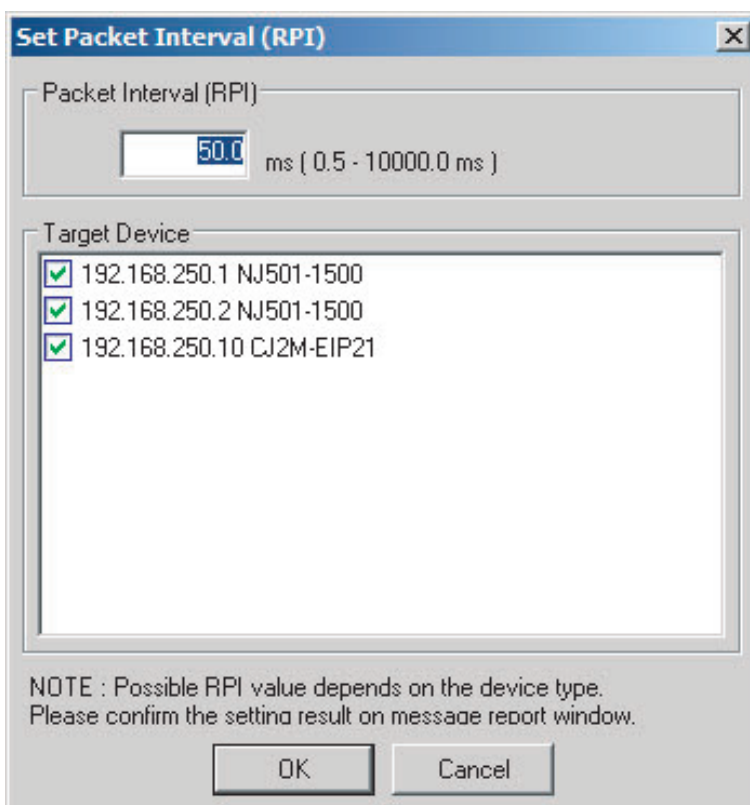 Set Packet Interval (RPI)
Packet Interval (RPI)
50.0 ms ( 0.5 - 10000.0 ms )
Target Device
192.168.250.1 NJ501-1500
192.168.250.2 NJ501-1500
192.168.250.10 CJ2M-EIP21
NOTE : Possible RPI value depends on the device type.
Please confirm the setting result on message report window.
OK Cancel